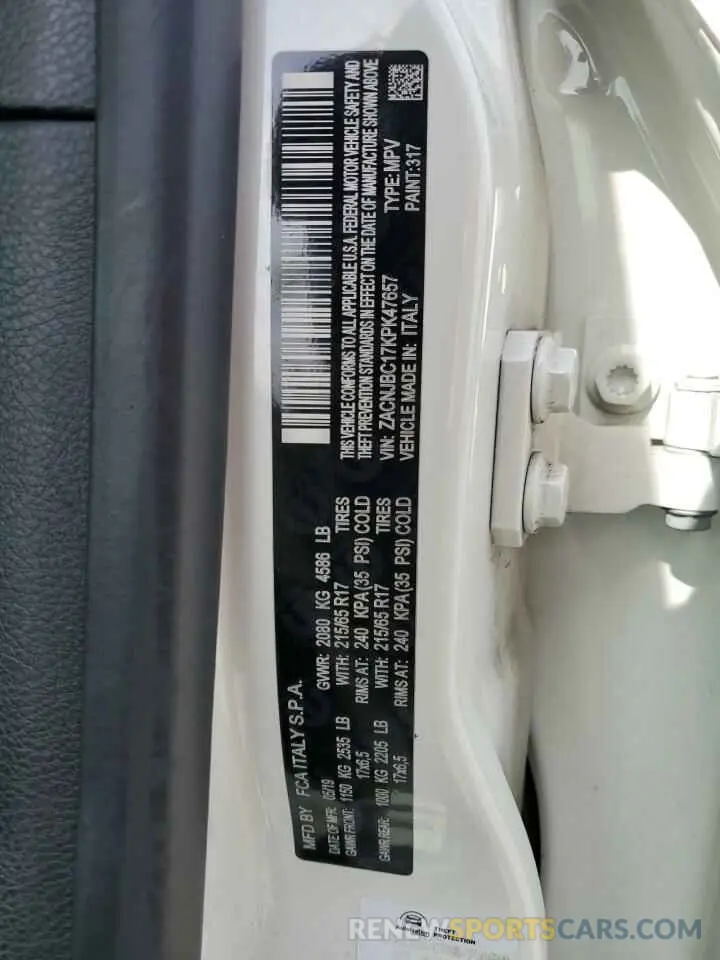 MFD BY FCA ITALY S.P.A.
DATE OF MFR: 05/19 GVWR: 2080 KG 4586 LB
GAWR FRONT: 1150 KG 2535 LB WITH: 215/65 R17 TIRES
17x6,5 RIMS AT: 240 KPA(35 PSI) COLD
GAWR REAR: 1000 KG 2205 LB WITH: 215/65 R17 TIRES
17x6,5 RIMS AT: 240 KPA(35 PSI) COLD
THIS VEHICLE CONFORMS TO ALL APPLICABLE U.S.A. FEDERAL MOTOR VEHICLE SAFETY AND
THEFT PREVENTION STANDARDS IN EFFECT ON THE DATE OF MANUFACTURE SHOWN ABOVE
VIN: ZACNJBC17KPK47657 TYPE: MPV
VEHICLE MADE IN: ITALY PAINT: 317
THEFT
PROTECTION
RENEWSPORTSCARS.COM